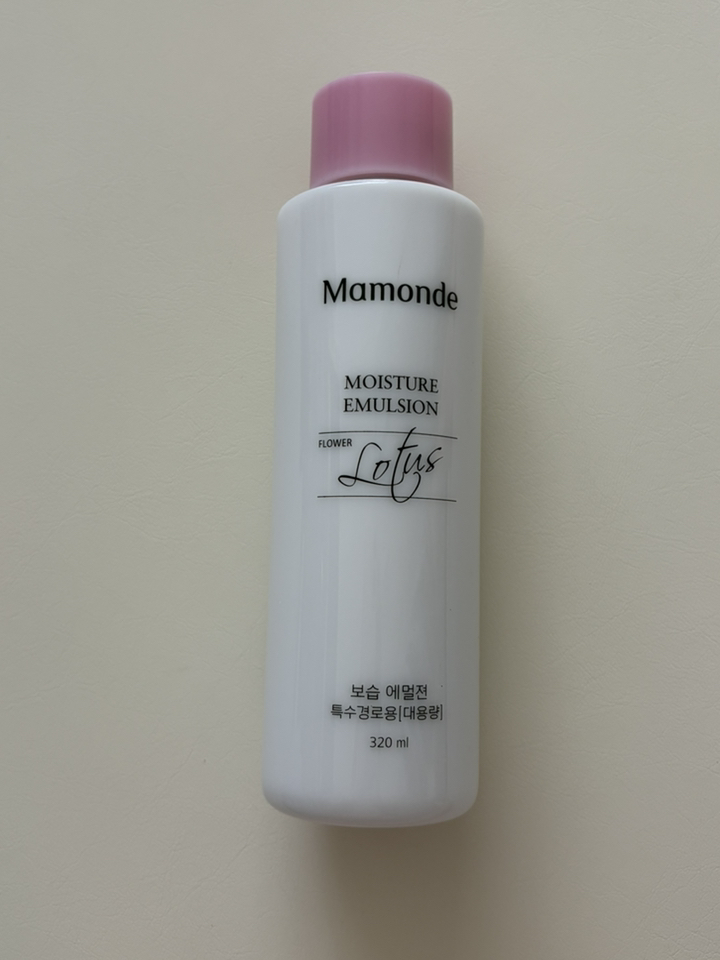 Mamonde
MOISTURE
EMULSION
FLOWER
Lotus
보습 에멀젼
특수경로용[대용량]
320 ml